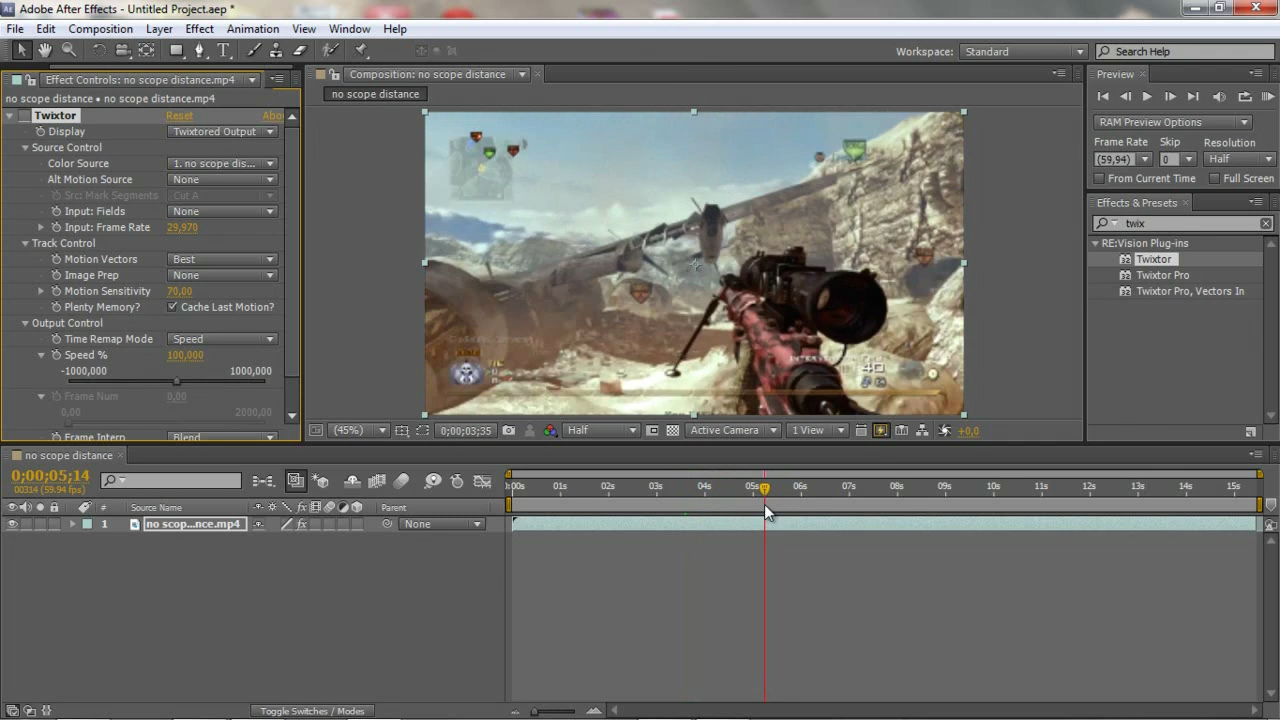 Adobe After Effects - Untitled Project.aep *
File Edit Composition Layer Effect Animation View Window Help
Workspace: Standard Search Help
Effect Controls: no scope distance.mp4
no scope distance • no scope distance.mp4
Twixtor Reset Abo
Display Twixtored Output
Source Control
Color Source 1. no scope dis...
Alt Motion Source None
Src: Mark Segments Cut A
Input: Fields None
Input: Frame Rate 29,970
Track Control
Motion Vectors Best
Image Prep None
Motion Sensitivity 70,00
Plenty Memory? Cache Last Motion?
Output Control
Time Remap Mode Speed
Speed % 100,000
-1000,000 1000,000
Frame Num 0,00
0,00 2000,00
Frame Interp Blend
Composition: no scope distance
no scope distance
40
(45%) 0;00;03;35 Half Active Camera 1 View +0,0
Preview
RAM Preview Options
Frame Rate Skip Resolution
(59,94) 0 Half
From Current Time Full Screen
Effects & Presets
twix
RE:Vision Plug-ins
Twixtor
Twixtor Pro
Twixtor Pro, Vectors In
no scope distance
0;00;05;14
00314 (59.94 fps)
# Source Name Parent
1 no scop...nce.mp4 None
:00s 01s 02s 03s 04s 05s 06s 07s 08s 09s 10s 11s 12s 13s 14s 15s
Toggle Switches / Modes